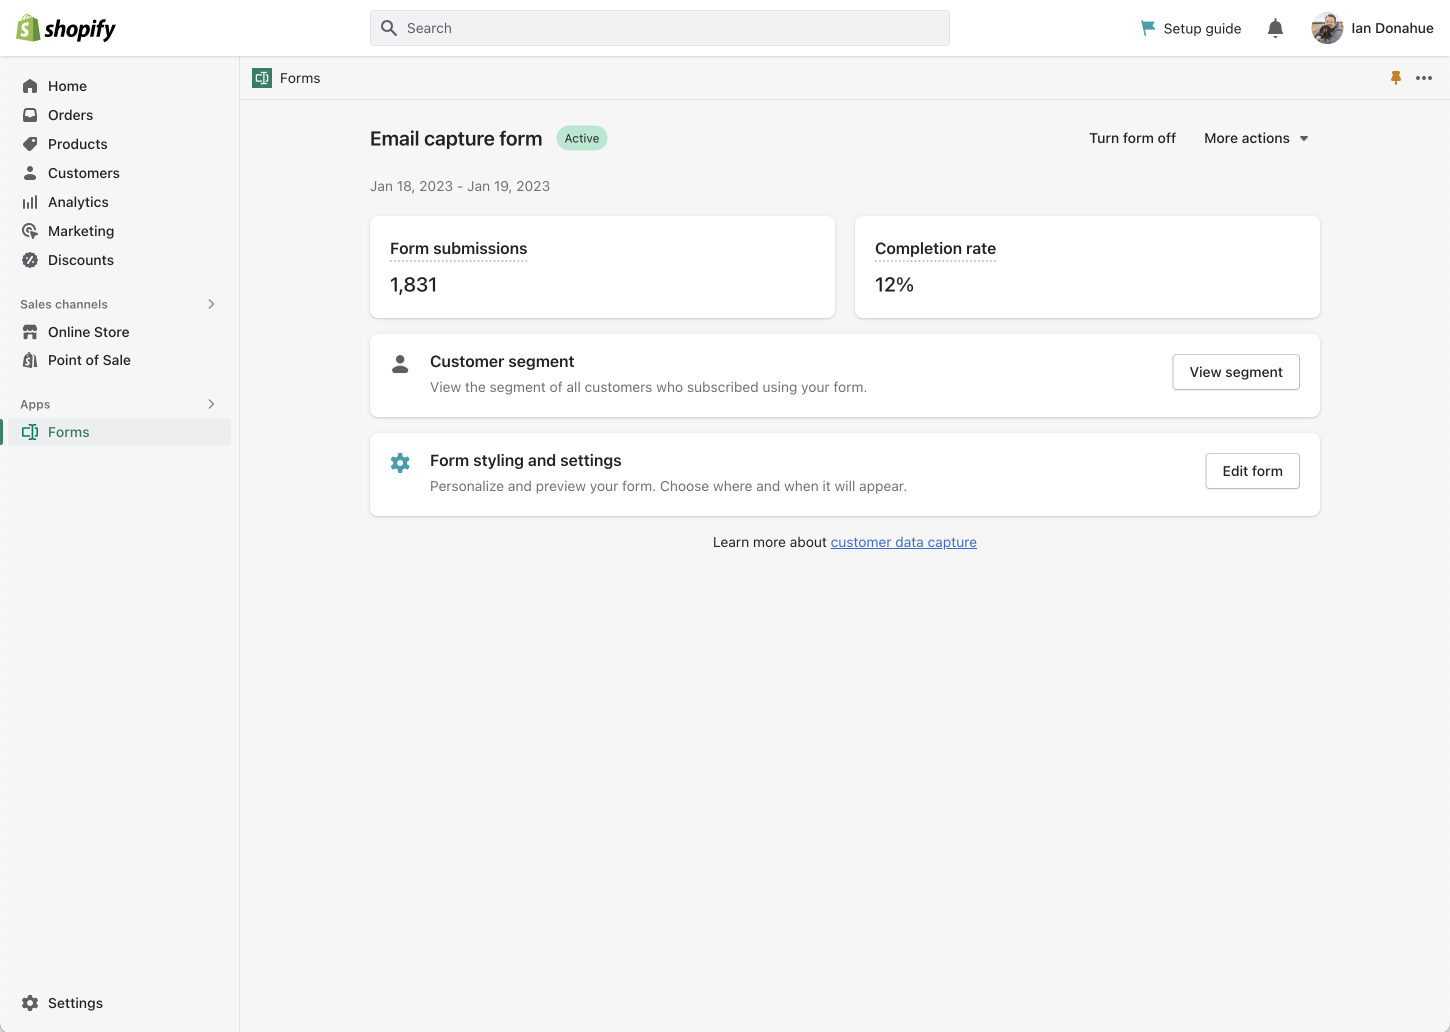 shopify
Search
Setup guide
Ian Donahue
Home
Orders
Products
Customers
Analytics
Marketing
Discounts
Sales channels
Online Store
Point of Sale
Apps
Forms
Settings
Forms
Email capture form
Active
Turn form off
More actions
Jan 18, 2023 - Jan 19, 2023
Form submissions
1,831
Completion rate
12%
Customer segment
View the segment of all customers who subscribed using your form.
View segment
Form styling and settings
Personalize and preview your form. Choose where and when it will appear.
Edit form
Learn more about customer data capture